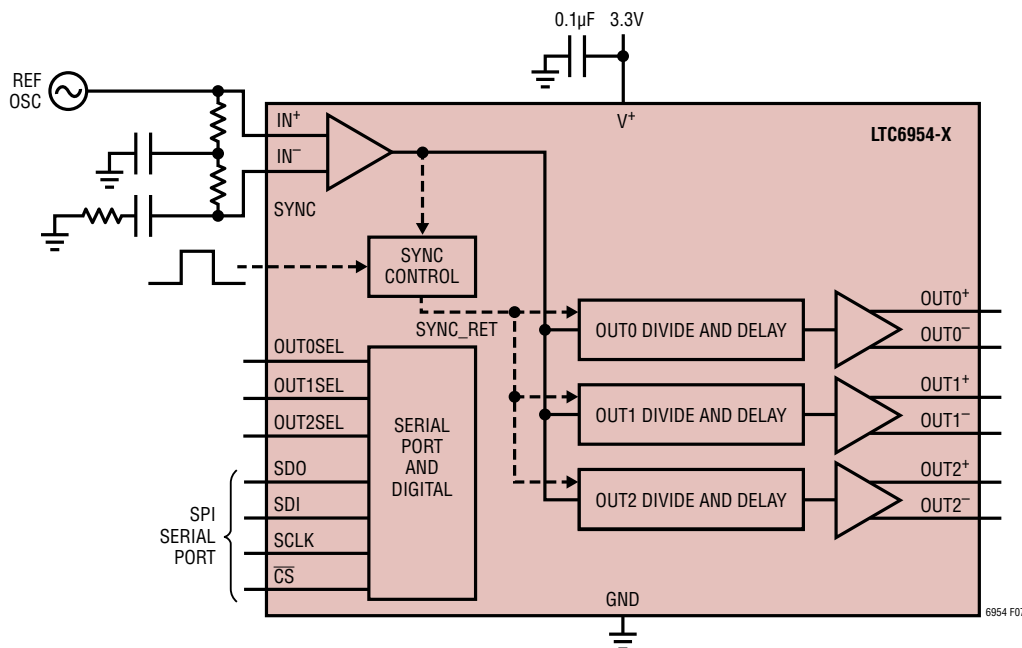 0.1µF 3.3V
REF
OSC
IN⁺
V⁺
LTC6954-X
IN⁻
SYNC
SYNC
CONTROL
SYNC_RET
OUT0 DIVIDE AND DELAY
OUT0⁺
OUT0⁻
OUT0SEL
OUT1SEL
OUT2SEL
SERIAL
PORT
AND
DIGITAL
OUT1 DIVIDE AND DELAY
OUT1⁺
OUT1⁻
SDO
SDI
SCLK
CS
SPI
SERIAL
PORT
OUT2 DIVIDE AND DELAY
OUT2⁺
OUT2⁻
GND
6954